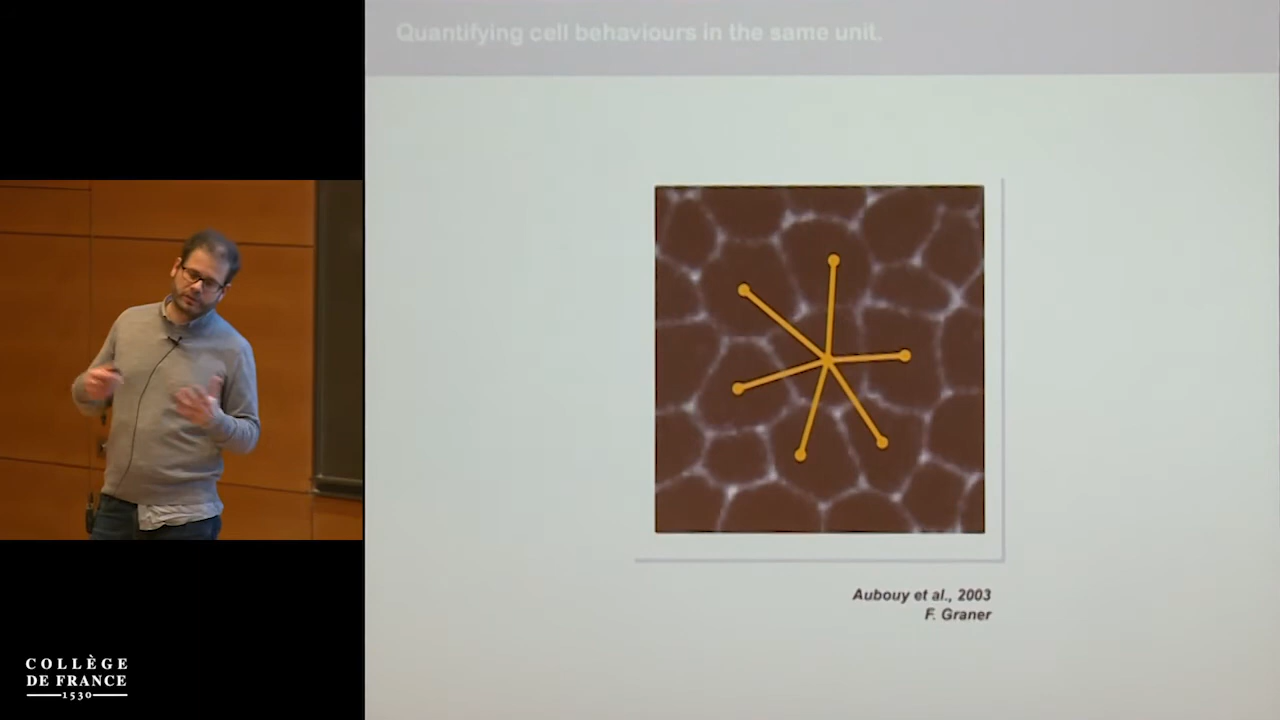 Quantifying cell behaviours in the same unit.
Aubouy et al., 2003
F. Graner
COLLÈGE
DE FRANCE
1530